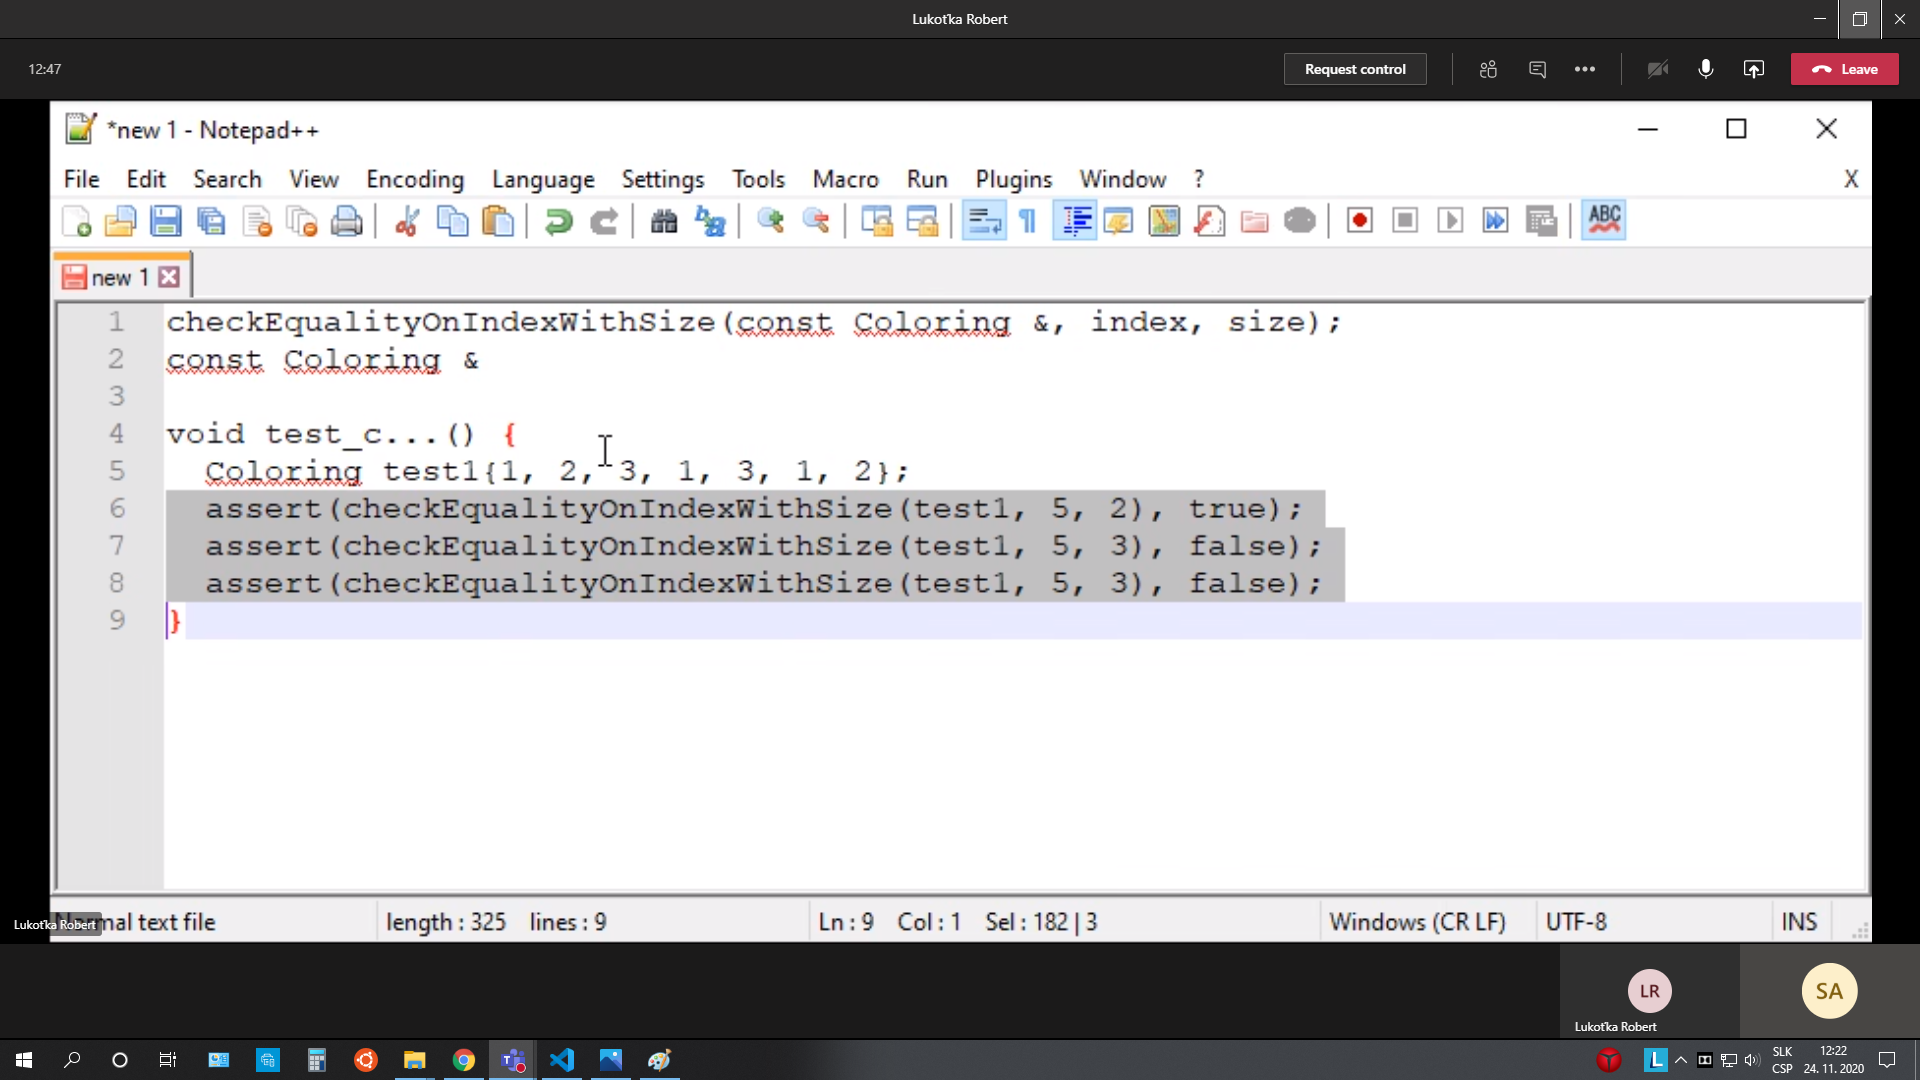 Lukoťka Robert
12:47
Request control
Leave
*new 1 - Notepad++
File Edit Search View Encoding Language Settings Tools Macro Run Plugins Window ? X
ABC
new 1
1 checkEqualityOnIndexWithSize(const Coloring &, index, size);
2 const Coloring &
3
4 void test_c...() {
5 Coloring test1{1, 2, 3, 1, 3, 1, 2};
6 assert(checkEqualityOnIndexWithSize(test1, 5, 2), true);
7 assert(checkEqualityOnIndexWithSize(test1, 5, 3), false);
8 assert(checkEqualityOnIndexWithSize(test1, 5, 3), false);
9 }
Lukoťka Robert
mal text file length : 325 lines : 9 Ln : 9 Col : 1 Sel : 182 | 3 Windows (CR LF) UTF-8 INS
LR
SA
Lukoťka Robert
SLK 12:22
CSP 24. 11. 2020